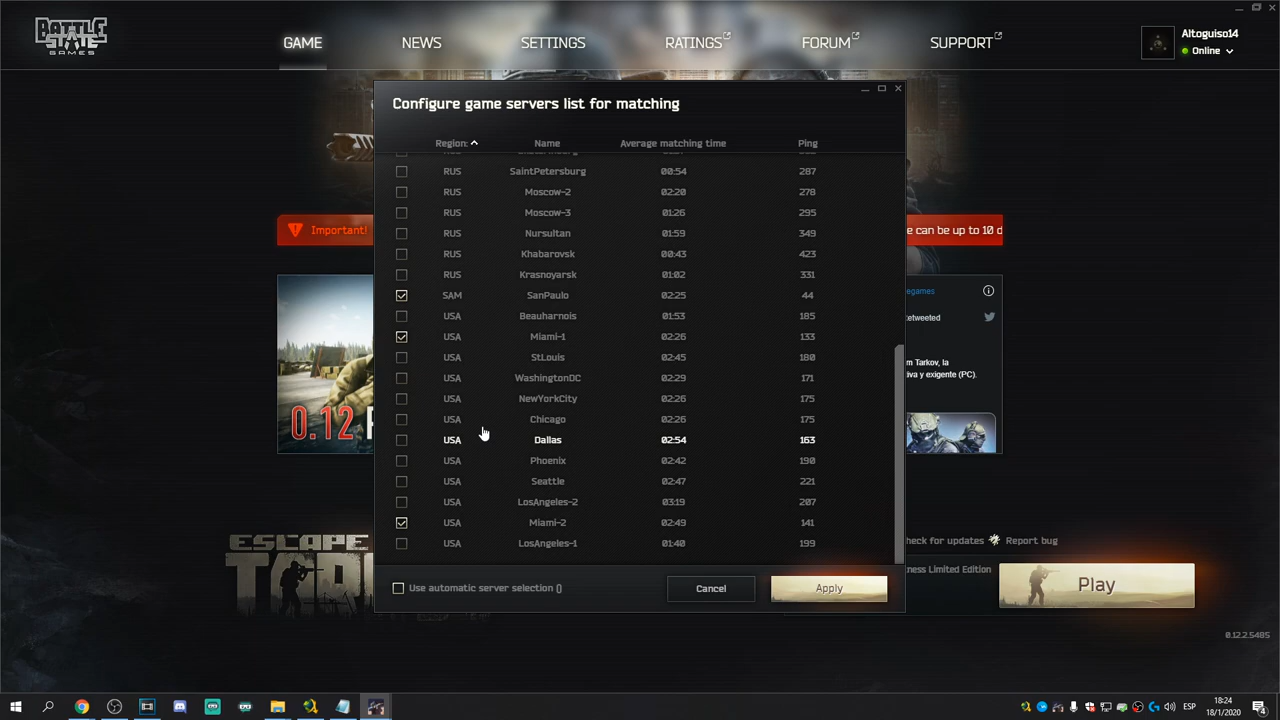 BATTLE
STATE
GAMES
GAME
NEWS
SETTINGS
RATINGS
FORUM
SUPPORT
Altoguiso14
Online
Configure game servers list for matching
Region: Name Average matching time Ping
RUS SaintPetersburg 00:54 287
RUS Moscow-2 02:20 278
RUS Moscow-3 01:26 295
RUS Nursultan 01:59 349
RUS Khabarovsk 00:43 423
RUS Krasnoyarsk 01:02 331
SAM SanPaulo 02:25 44
USA Beauharnois 01:53 185
USA Miami-1 02:26 133
USA StLouis 02:45 180
USA WashingtonDC 02:29 171
USA NewYorkCity 02:26 175
USA Chicago 02:26 175
USA Dallas 02:54 163
USA Phoenix 02:42 190
USA Seattle 02:47 221
USA LosAngeles-2 03:19 207
USA Miami-2 02:49 141
USA LosAngeles-1 01:40 199
Use automatic server selection ()
Cancel
Apply
Important!
e can be up to 10 d
egames
etweeted
m Tarkov, la
tiva y exigente (PC).
0.12
ESCAPE
TAR
heck for updates
Report bug
ness Limited Edition
Play
0.12.2.5485
ESP
18:24
18/1/2020
4